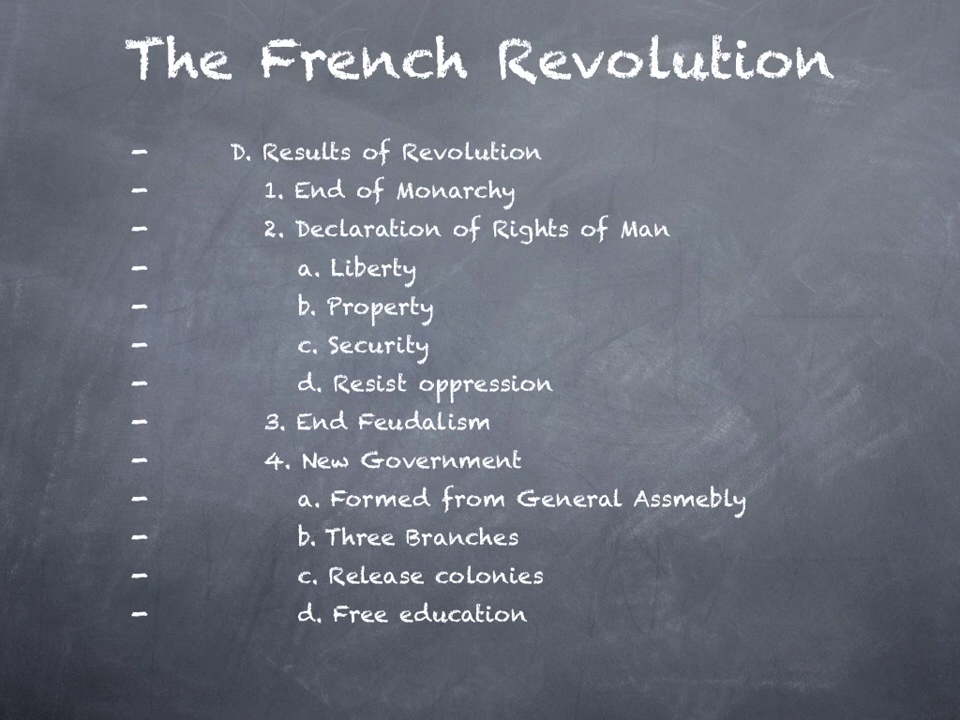 The French Revolution
- D. Results of Revolution
- 1. End of Monarchy
- 2. Declaration of Rights of Man
- a. Liberty
- b. Property
- c. Security
- d. Resist oppression
- 3. End Feudalism
- 4. New Government
- a. Formed from General Assmebly
- b. Three Branches
- c. Release colonies
- d. Free education